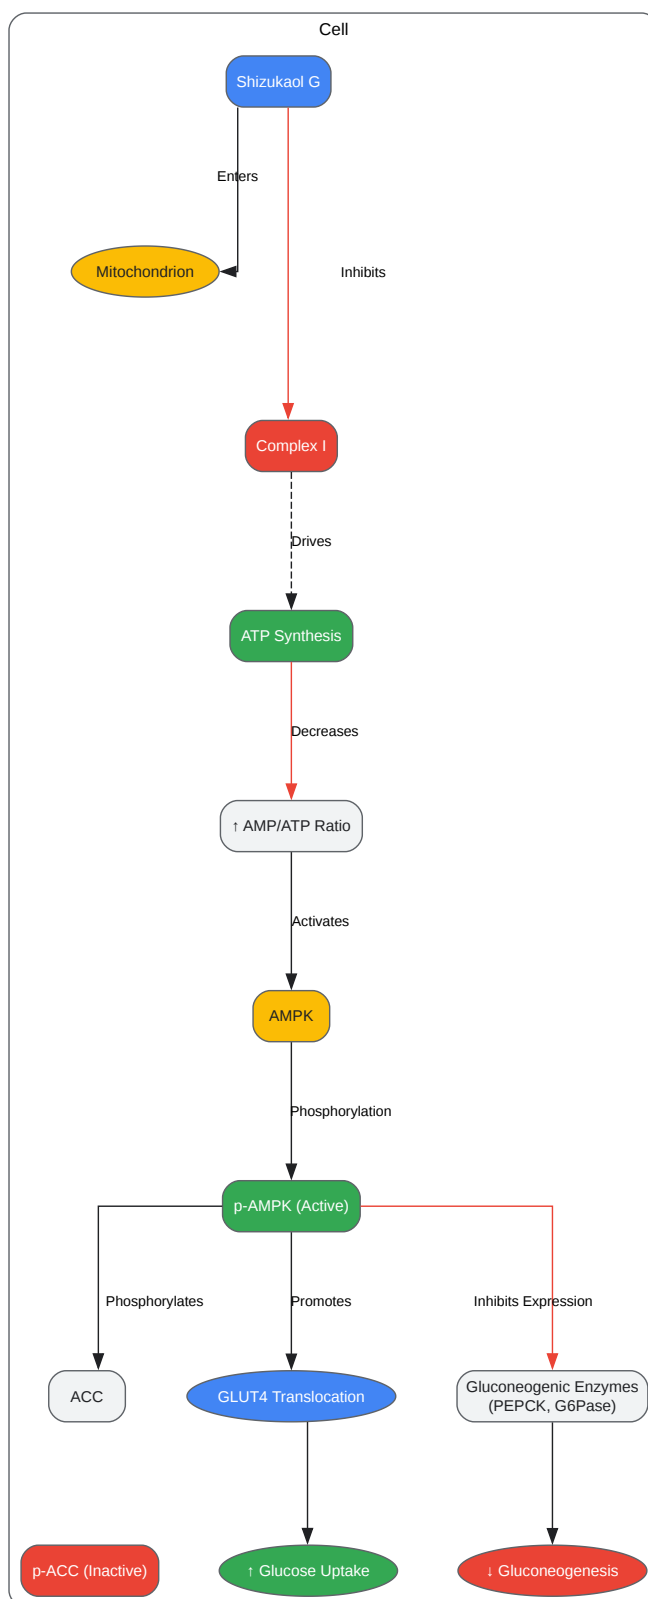 Cell
Shizukaol G
Enters
Mitochondrion
Inhibits
Complex I
Drives
ATP Synthesis
Decreases
↑ AMP/ATP Ratio
Activates
AMPK
Phosphorylation
p-AMPK (Active)
Phosphorylates
Promotes
Inhibits Expression
ACC
GLUT4 Translocation
Gluconeogenic Enzymes
(PEPCK, G6Pase)
p-ACC (Inactive)
↑ Glucose Uptake
↓ Gluconeogenesis